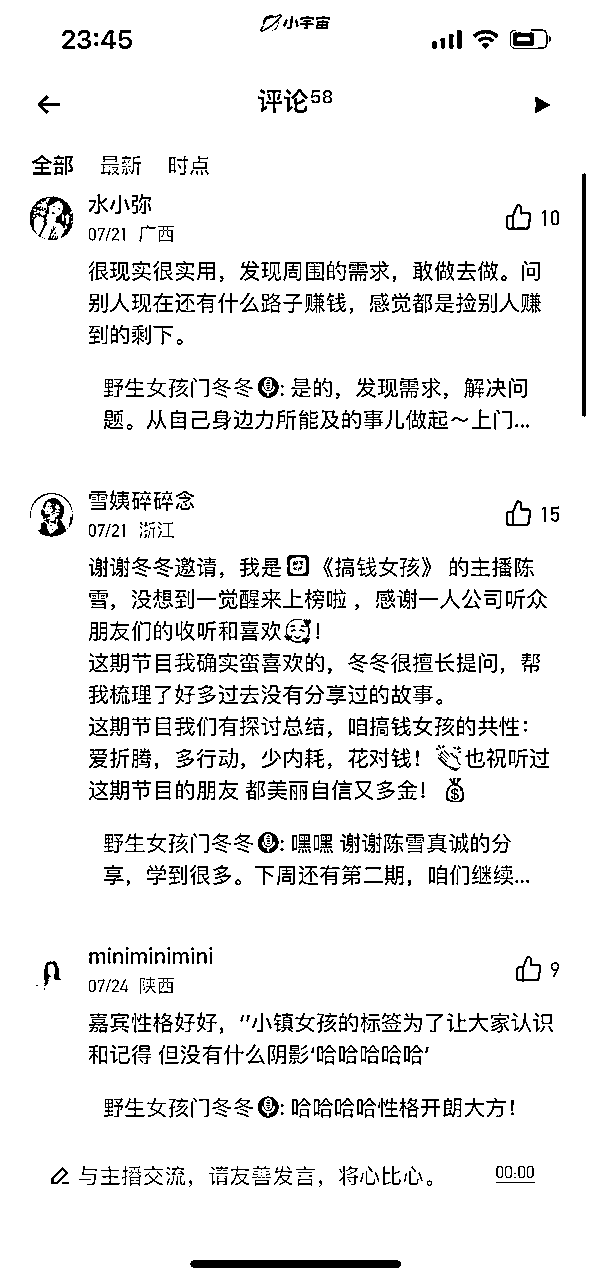 小宇宙
23:45
评论58
全部 最新 时点
水小弥
10
07/21 广西
很现实很实用，发现周围的需求，敢做去做。问
别人现在还有什么路子赚钱，感觉都是捡别人赚
到的剩下。
野生女孩门冬冬: 是的，发现需求，解决问
题。从自己身边力所能及的事儿做起～上门...
雪姨碎碎念
15
07/21 浙江
谢谢冬冬邀请，我是《搞钱女孩》 的主播陈
雪，没想到一觉醒来上榜啦 ，感谢一人公司听众
朋友们的收听和喜欢🥰！
这期节目我确实蛮喜欢的，冬冬很擅长提问，帮
我梳理了好多过去没有分享过的故事。
这期节目我们有探讨总结，咱搞钱女孩的共性：
爱折腾，多行动，少内耗，花对钱！👏也祝听过
这期节目的朋友 都美丽自信又多金！💰
野生女孩门冬冬: 嘿嘿 谢谢陈雪真诚的分
享，学到很多。下周还有第二期，咱们继续...
miniminimini
9
07/24 陕西
嘉宾性格好好，“小镇女孩的标签为了让大家认识
和记得 但没有什么阴影‘哈哈哈哈哈’
野生女孩门冬冬: 哈哈哈哈性格开朗大方！
与主播交流，请友善发言，将心比心。
00:00